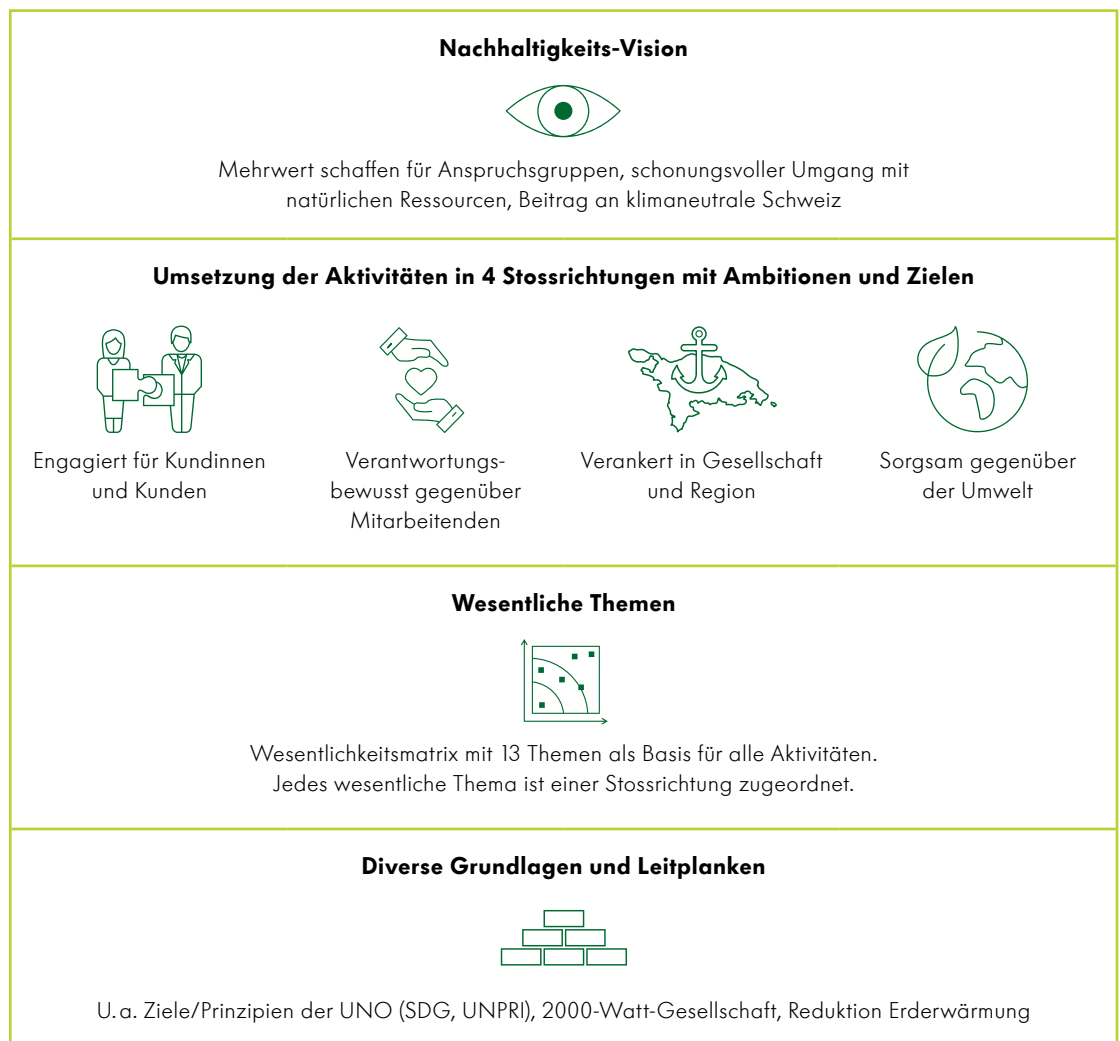 Nachhaltigkeits-Vision
Mehrwert schaffen für Anspruchsgruppen, schonungsvoller Umgang mit
natürlichen Ressourcen, Beitrag an klimaneutrale Schweiz
Umsetzung der Aktivitäten in 4 Stossrichtungen mit Ambitionen und Zielen
Engagiert für Kundinnen
und Kunden
Verantwortungs-
bewusst gegenüber
Mitarbeitenden
Verankert in Gesellschaft
und Region
Sorgsam gegenüber
der Umwelt
Wesentliche Themen
Wesentlichkeitsmatrix mit 13 Themen als Basis für alle Aktivitäten.
Jedes wesentliche Thema ist einer Stossrichtung zugeordnet.
Diverse Grundlagen und Leitplanken
U. a. Ziele/Prinzipien der UNO (SDG, UNPRI), 2000-Watt-Gesellschaft, Reduktion Erderwärmung